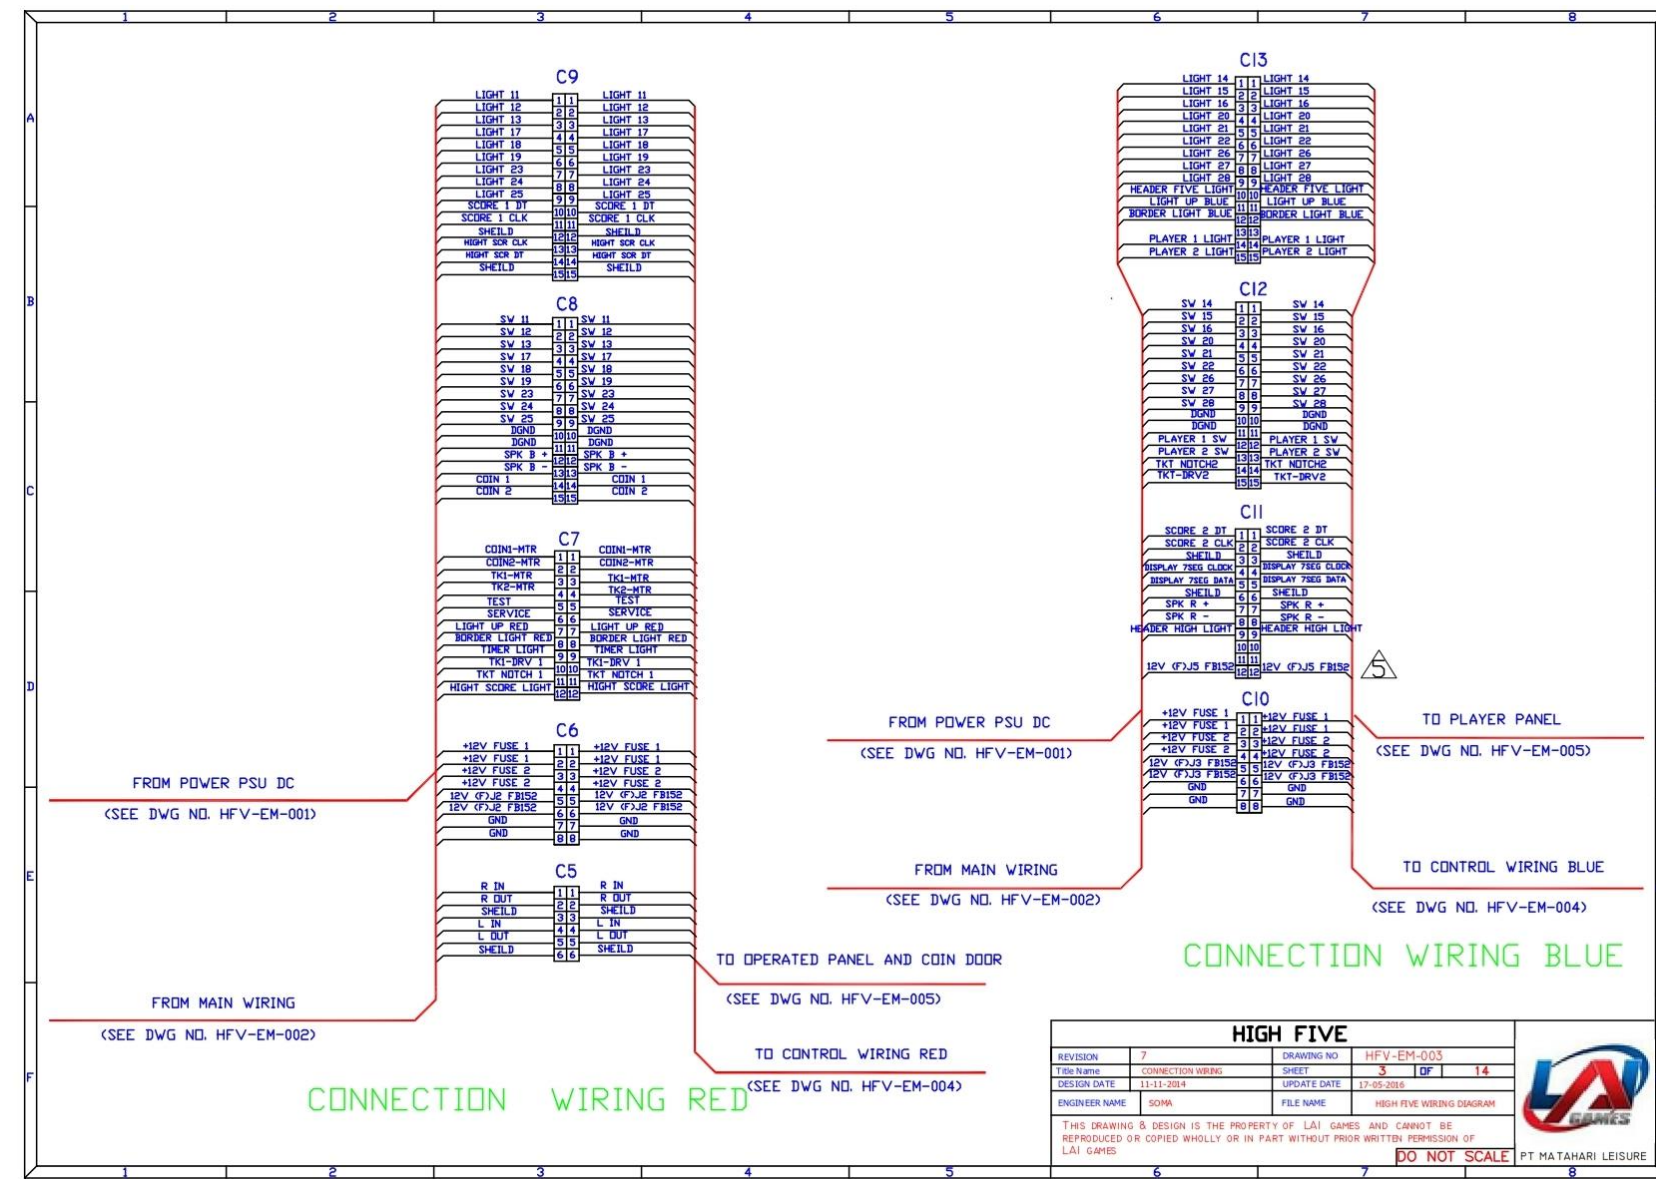 1 2 3 4 5 6 7 8
A
B
C
D
E
F
C9
LIGHT 11 1 1 LIGHT 11
LIGHT 12 2 2 LIGHT 12
LIGHT 13 3 3 LIGHT 13
LIGHT 17 4 4 LIGHT 17
LIGHT 18 5 5 LIGHT 18
LIGHT 19 6 6 LIGHT 19
LIGHT 23 7 7 LIGHT 23
LIGHT 24 8 8 LIGHT 24
LIGHT 25 9 9 LIGHT 25
SCORE 1 DT 10 10 SCORE 1 DT
SCORE 1 CLK 11 11 SCORE 1 CLK
SHEILD 12 12 SHEILD
HIGHT SCR CLK 13 13 HIGHT SCR CLK
HIGHT SCR DT 14 14 HIGHT SCR DT
SHEILD 15 15 SHEILD
C8
SW 11 1 1 SW 11
SW 12 2 2 SW 12
SW 13 3 3 SW 13
SW 17 4 4 SW 17
SW 18 5 5 SW 18
SW 19 6 6 SW 19
SW 23 7 7 SW 23
SW 24 8 8 SW 24
SW 25 9 9 SW 25
DGND 10 10 DGND
DGND 11 11 DGND
SPK B + 12 12 SPK B +
SPK B - 13 13 SPK B -
COIN 1 14 14 COIN 1
COIN 2 15 15 COIN 2
C7
COIN1-MTR 1 1 COIN1-MTR
COIN2-MTR 2 2 COIN2-MTR
TK1-MTR 3 3 TK1-MTR
TK2-MTR 4 4 TK2-MTR
TEST 5 5 TEST
SERVICE 6 6 SERVICE
LIGHT UP RED 7 7 LIGHT UP RED
BORDER LIGHT RED 8 8 BORDER LIGHT RED
TIMER LIGHT 9 9 TIMER LIGHT
TK1-DRV 1 10 10 TK1-DRV 1
TKT NOTCH 1 11 11 TKT NOTCH 1
HIGHT SCORE LIGHT 12 12 HIGHT SCORE LIGHT
C6
+12V FUSE 1 1 1 +12V FUSE 1
+12V FUSE 1 2 2 +12V FUSE 1
+12V FUSE 2 3 3 +12V FUSE 2
+12V FUSE 2 4 4 +12V FUSE 2
12V (F)J2 FB152 5 5 12V (F)J2 FB152
12V (F)J2 FB152 6 6 12V (F)J2 FB152
GND 7 7 GND
GND 8 8 GND
C5
R IN 1 1 R IN
R OUT 2 2 R OUT
SHEILD 3 3 SHEILD
L IN 4 4 L IN
L OUT 5 5 L OUT
SHEILD 6 6 SHEILD
FROM POWER PSU DC
(SEE DWG NO. HFV-EM-001)
FROM MAIN WIRING
(SEE DWG NO. HFV-EM-002)
TO OPERATED PANEL AND COIN DOOR
(SEE DWG NO. HFV-EM-005)
TO CONTROL WIRING RED
(SEE DWG NO. HFV-EM-004)
CONNECTION WIRING RED
C13
LIGHT 14 1 1 LIGHT 14
LIGHT 15 2 2 LIGHT 15
LIGHT 16 3 3 LIGHT 16
LIGHT 20 4 4 LIGHT 20
LIGHT 21 5 5 LIGHT 21
LIGHT 22 6 6 LIGHT 22
LIGHT 26 7 7 LIGHT 26
LIGHT 27 8 8 LIGHT 27
LIGHT 28 9 9 LIGHT 28
HEADER FIVE LIGHT 10 10 HEADER FIVE LIGHT
LIGHT UP BLUE 11 11 LIGHT UP BLUE
BORDER LIGHT BLUE 12 12 BORDER LIGHT BLUE
13 13
PLAYER 1 LIGHT 14 14 PLAYER 1 LIGHT
PLAYER 2 LIGHT 15 15 PLAYER 2 LIGHT
C12
SW 14 1 1 SW 14
SW 15 2 2 SW 15
SW 16 3 3 SW 16
SW 20 4 4 SW 20
SW 21 5 5 SW 21
SW 22 6 6 SW 22
SW 26 7 7 SW 26
SW 27 8 8 SW 27
SW 28 9 9 SW 28
DGND 10 10 DGND
DGND 11 11 DGND
PLAYER 1 SW 12 12 PLAYER 1 SW
PLAYER 2 SW 13 13 PLAYER 2 SW
TKT NOTCH2 14 14 TKT NOTCH2
TKT-DRV2 15 15 TKT-DRV2
C11
SCORE 2 DT 1 1 SCORE 2 DT
SCORE 2 CLK 2 2 SCORE 2 CLK
SHEILD 3 3 SHEILD
DISPLAY 7SEG CLOCK 4 4 DISPLAY 7SEG CLOCK
DISPLAY 7SEG DATA 5 5 DISPLAY 7SEG DATA
SHEILD 6 6 SHEILD
SPK R + 7 7 SPK R +
SPK R - 8 8 SPK R -
HEADER HIGH LIGHT 9 9 HEADER HIGH LIGHT
10 10
11 11
12V (F)J5 FB152 12 12 12V (F)J5 FB152
5
C10
+12V FUSE 1 1 1 +12V FUSE 1
+12V FUSE 1 2 2 +12V FUSE 1
+12V FUSE 2 3 3 +12V FUSE 2
+12V FUSE 2 4 4 +12V FUSE 2
12V (F)J3 FB152 5 5 12V (F)J3 FB152
12V (F)J3 FB152 6 6 12V (F)J3 FB152
GND 7 7 GND
GND 8 8 GND
FROM POWER PSU DC
(SEE DWG NO. HFV-EM-001)
TO PLAYER PANEL
(SEE DWG NO. HFV-EM-005)
FROM MAIN WIRING
(SEE DWG NO. HFV-EM-002)
TO CONTROL WIRING BLUE
(SEE DWG NO. HFV-EM-004)
CONNECTION WIRING BLUE
HIGH FIVE
REVISION 7 DRAWING NO HFV-EM-003
Title Name CONNECTION WIRING SHEET 3 OF 14
DESIGN DATE 11-11-2014 UPDATE DATE 17-05-2016
ENGINEER NAME SOMA FILE NAME HIGH FIVE WIRING DIAGRAM
THIS DRAWING & DESIGN IS THE PROPERTY OF LAI GAMES AND CANNOT BE
REPRODUCED OR COPIED WHOLLY OR IN PART WITHOUT PRIOR WRITTEN PERMISSION OF
LAI GAMES
DO NOT SCALE
LAI
GAMES
PT MATAHARI LEISURE
1 2 3 4 5 6 7 8